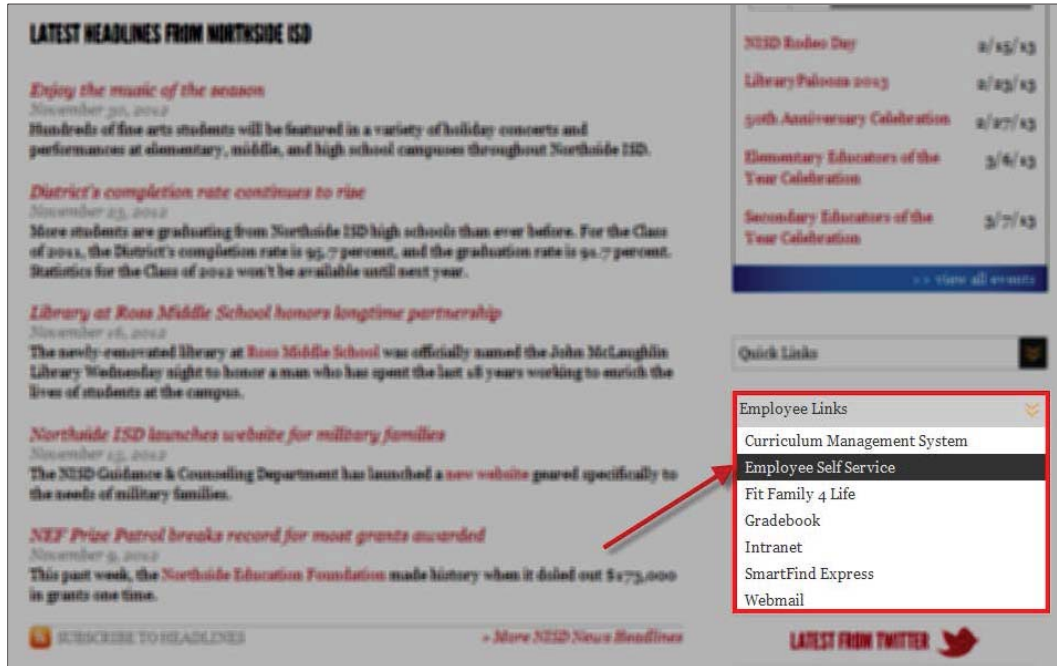 LATEST HEADLINES FROM NORTHSIDE ISD
Enjoy the music of the season
November 30, 2012
Hundreds of fine arts students will be featured in a variety of holiday concerts and
performances at elementary, middle, and high school campuses throughout Northside ISD.
District's completion rate continues to rise
November 23, 2012
More students are graduating from Northside ISD high schools than ever before. For the Class
of 2011, the District's completion rate is 95.7 percent, and the graduation rate is 91.7 percent.
Statistics for the Class of 2012 won't be available until next year.
Library at Ross Middle School honors longtime partnership
November 16, 2012
The newly-renovated library at Ross Middle School was officially named the John McLaughlin
Library Wednesday night to honor a man who has spent the last 18 years working to enrich the
lives of students at the campus.
Northside ISD launches website for military families
November 13, 2012
The NISD Guidance & Counseling Department has launched a new website geared specifically to
the needs of military families.
NEF Prize Patrol breaks record for most grants awarded
November 9, 2012
This past week, the Northside Education Foundation made history when it doled out $173,000
in grants one time.
SUBSCRIBE TO HEADLINES
» More NISD News Headlines
NISD Rodeo Day 2/15/13
LibraryPalooza 2013 2/23/13
50th Anniversary Celebration 2/27/13
Elementary Educators of the 3/6/13
Year Celebration
Secondary Educators of the 3/7/13
Year Celebration
>> view all events
Quick Links
Employee Links
Curriculum Management System
Employee Self Service
Fit Family 4 Life
Gradebook
Intranet
SmartFind Express
Webmail
LATEST FROM TWITTER